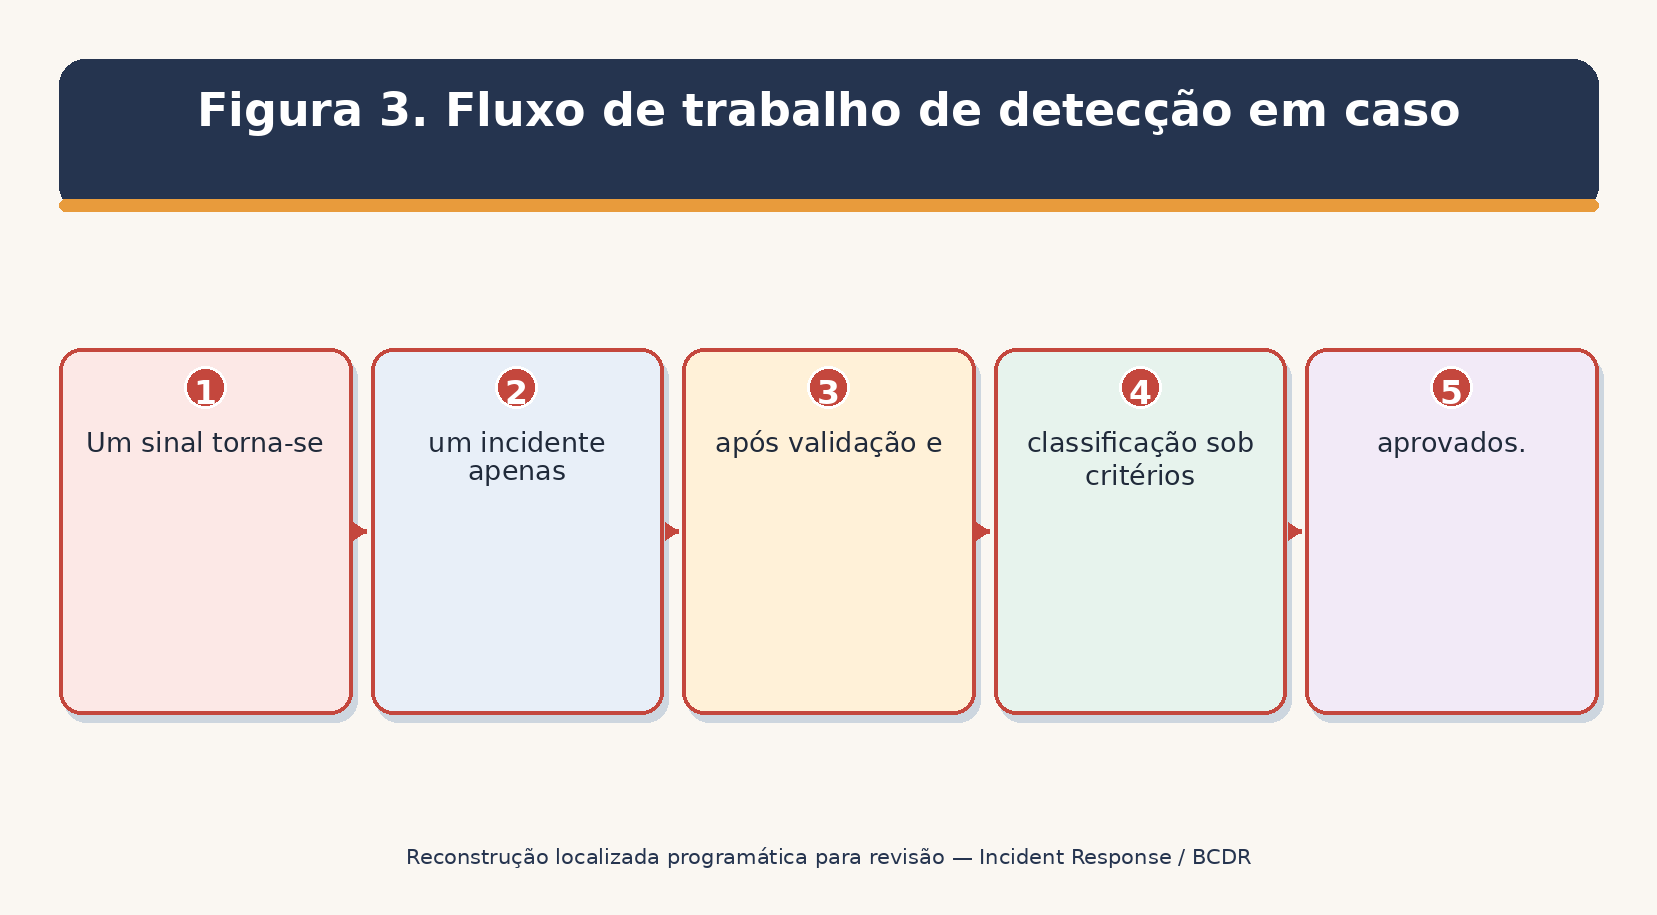 Figura 3. Fluxo de trabalho de detecção em caso
1
Um sinal torna-se
2
um incidente
apenas
3
após validação e
4
classificação sob
critérios
5
aprovados.
Reconstrução localizada programática para revisão — Incident Response / BCDR